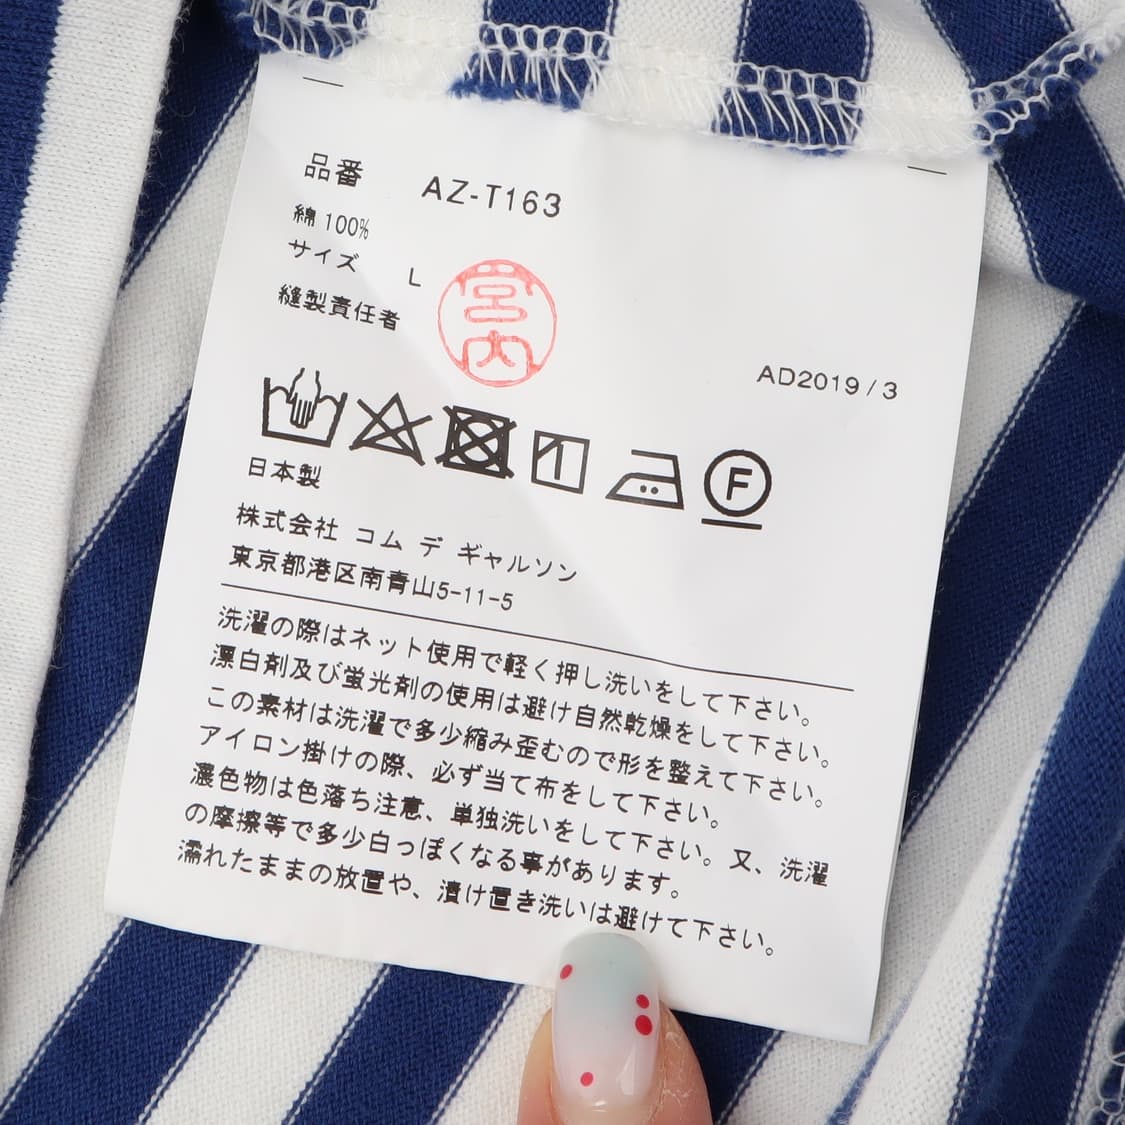 品番 AZ-T163
綿 100%
サイズ L
縫製責任者 宮内
AD2019/3
F
日本製
株式会社 コム デ ギャルソン
東京都港区南青山5-11-5
洗濯の際はネット使用で軽く押し洗いをして下さい。
漂白剤及び蛍光剤の使用は避け自然乾燥をして下さい。
この素材は洗濯で多少縮み歪むので形を整えて下さい。
アイロン掛けの際、必ず当て布をして下さい。
濃色物は色落ち注意、単独洗いをして下さい。又、洗濯
の摩擦等で多少白っぽくなる事があります。
濡れたままの放置や、漬け置き洗いは避けて下さい。